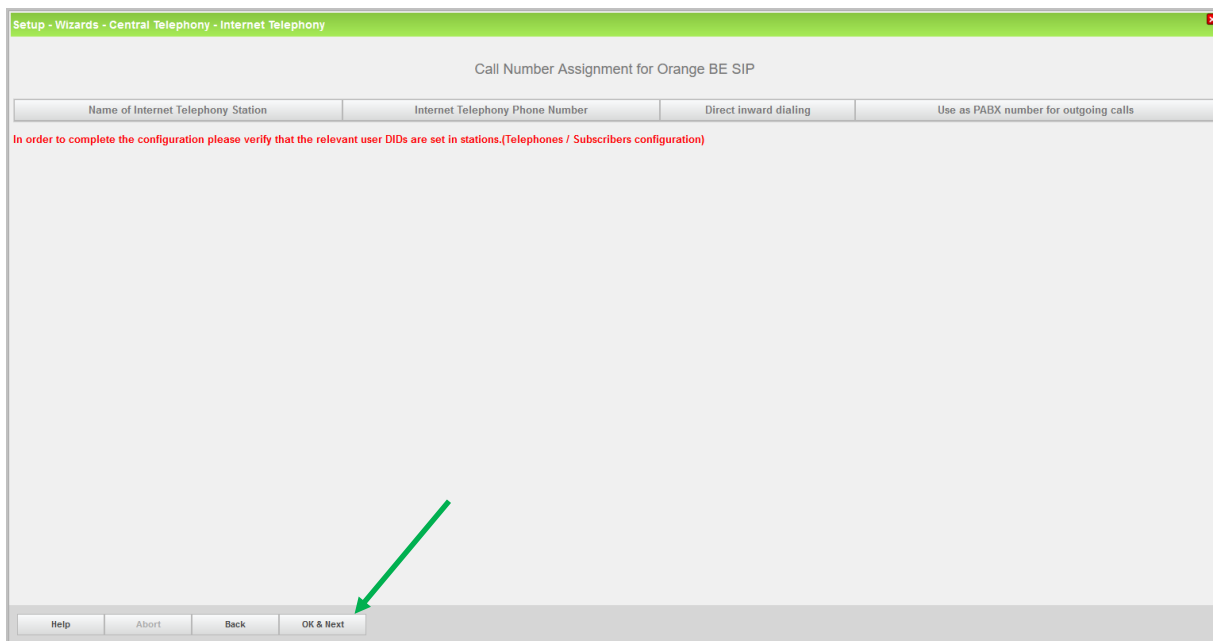 Setup - Wizards - Central Telephony - Internet Telephony
Call Number Assignment for Orange BE SIP
Name of Internet Telephony Station Internet Telephony Phone Number Direct inward dialing Use as PABX number for outgoing calls
In order to complete the configuration please verify that the relevant user DIDs are set in stations.(Telephones / Subscribers configuration)
Help Abort Back OK & Next